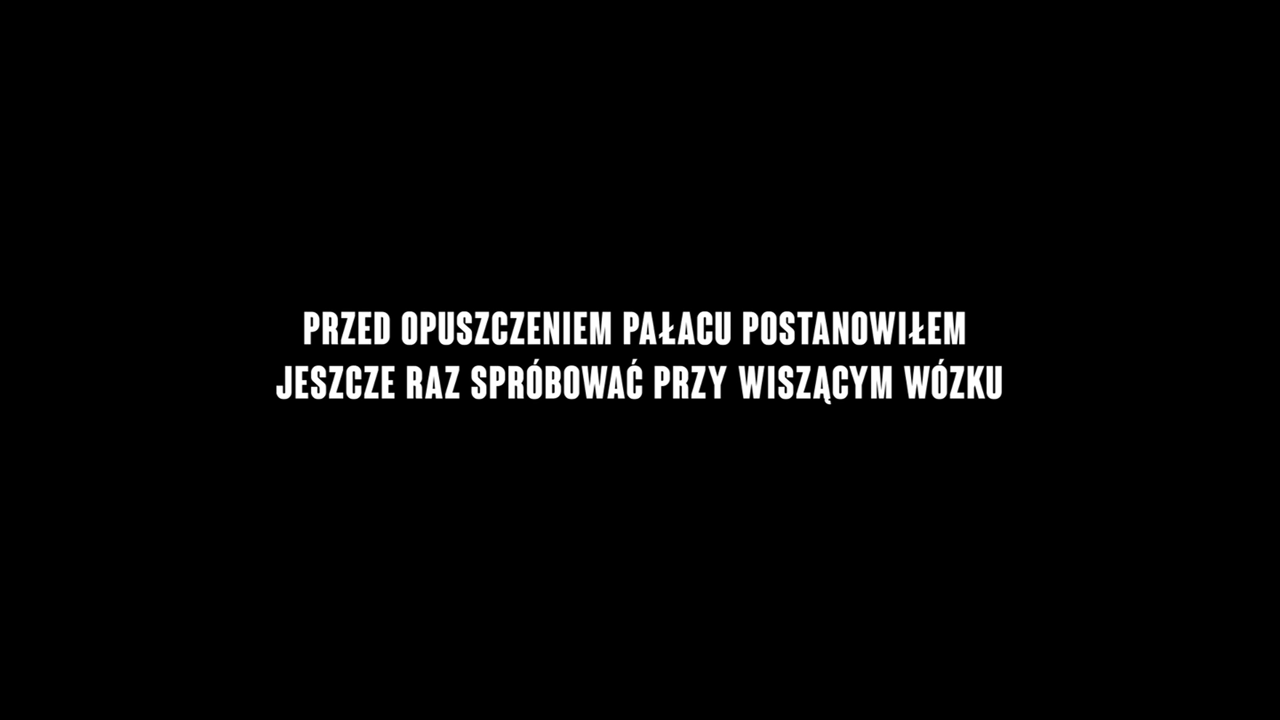 PRZED OPUSZCZENIEM PAŁACU POSTANOWIŁEM
JESZCZE RAZ SPRÓBOWAĆ PRZY WISZĄCYM WÓZKU